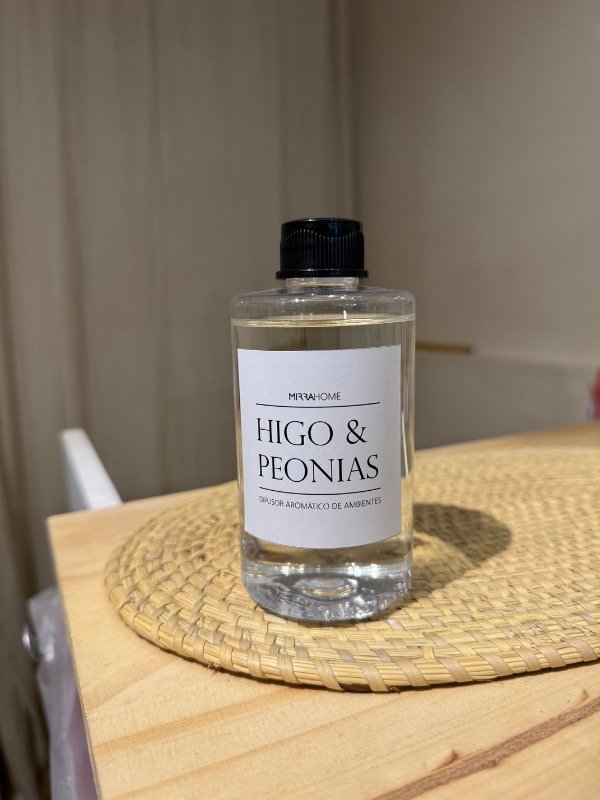 MIRRAHOME
HIGO &
PEONIAS
DIFUSOR AROMÁTICO DE AMBIENTES